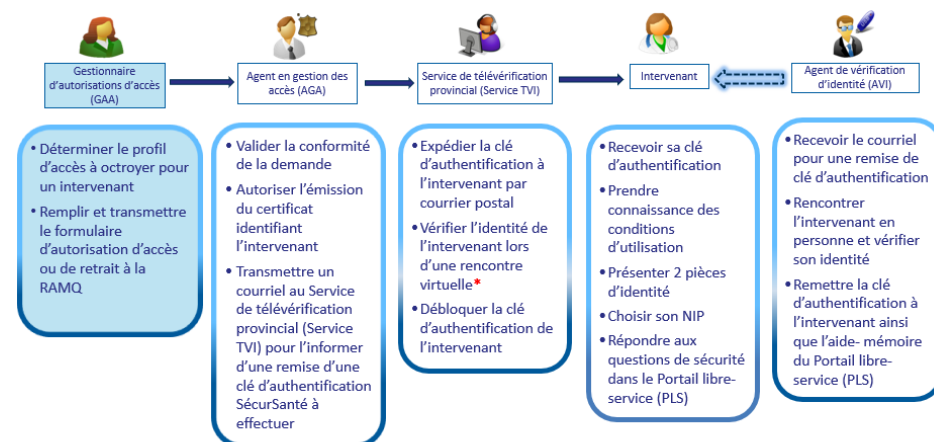 Gestionnaire
d'autorisations d'accès
(GAA)
Agent en gestion des
accès (AGA)
Service de télévérification
provincial (Service TVI)
Intervenant
Agent de vérification
d'identité (AVI)
• Déterminer le profil
d'accès à octroyer pour
un intervenant
• Remplir et transmettre
le formulaire
d'autorisation d'accès
ou de retrait à la
RAMQ
• Valider la conformité
de la demande
• Autoriser l'émission
du certificat
identifiant
l'intervenant
• Transmettre un
courriel au Service
de télévérification
provincial (Service
TVI) pour l'informer
d'une remise d'une
clé d'authentification
SécurSanté à
effectuer
• Expédier la clé
d'authentification à
l'intervenant par
courrier postal
• Vérifier l'identité de
l'intervenant lors
d'une rencontre
virtuelle*
• Débloquer la clé
d'authentification de
l'intervenant
• Recevoir sa clé
d'authentification
• Prendre
connaissance des
conditions
d'utilisation
• Présenter 2 pièces
d'identité
• Choisir son NIP
• Répondre aux
questions de sécurité
dans le Portail libre-
service (PLS)
• Recevoir le courriel
pour une remise de
clé d'authentification
• Rencontrer
l'intervenant en
personne et vérifier
son identité
• Remettre la clé
d'authentification à
l'intervenant ainsi
que l'aide- mémoire
du Portail libre-
service (PLS)